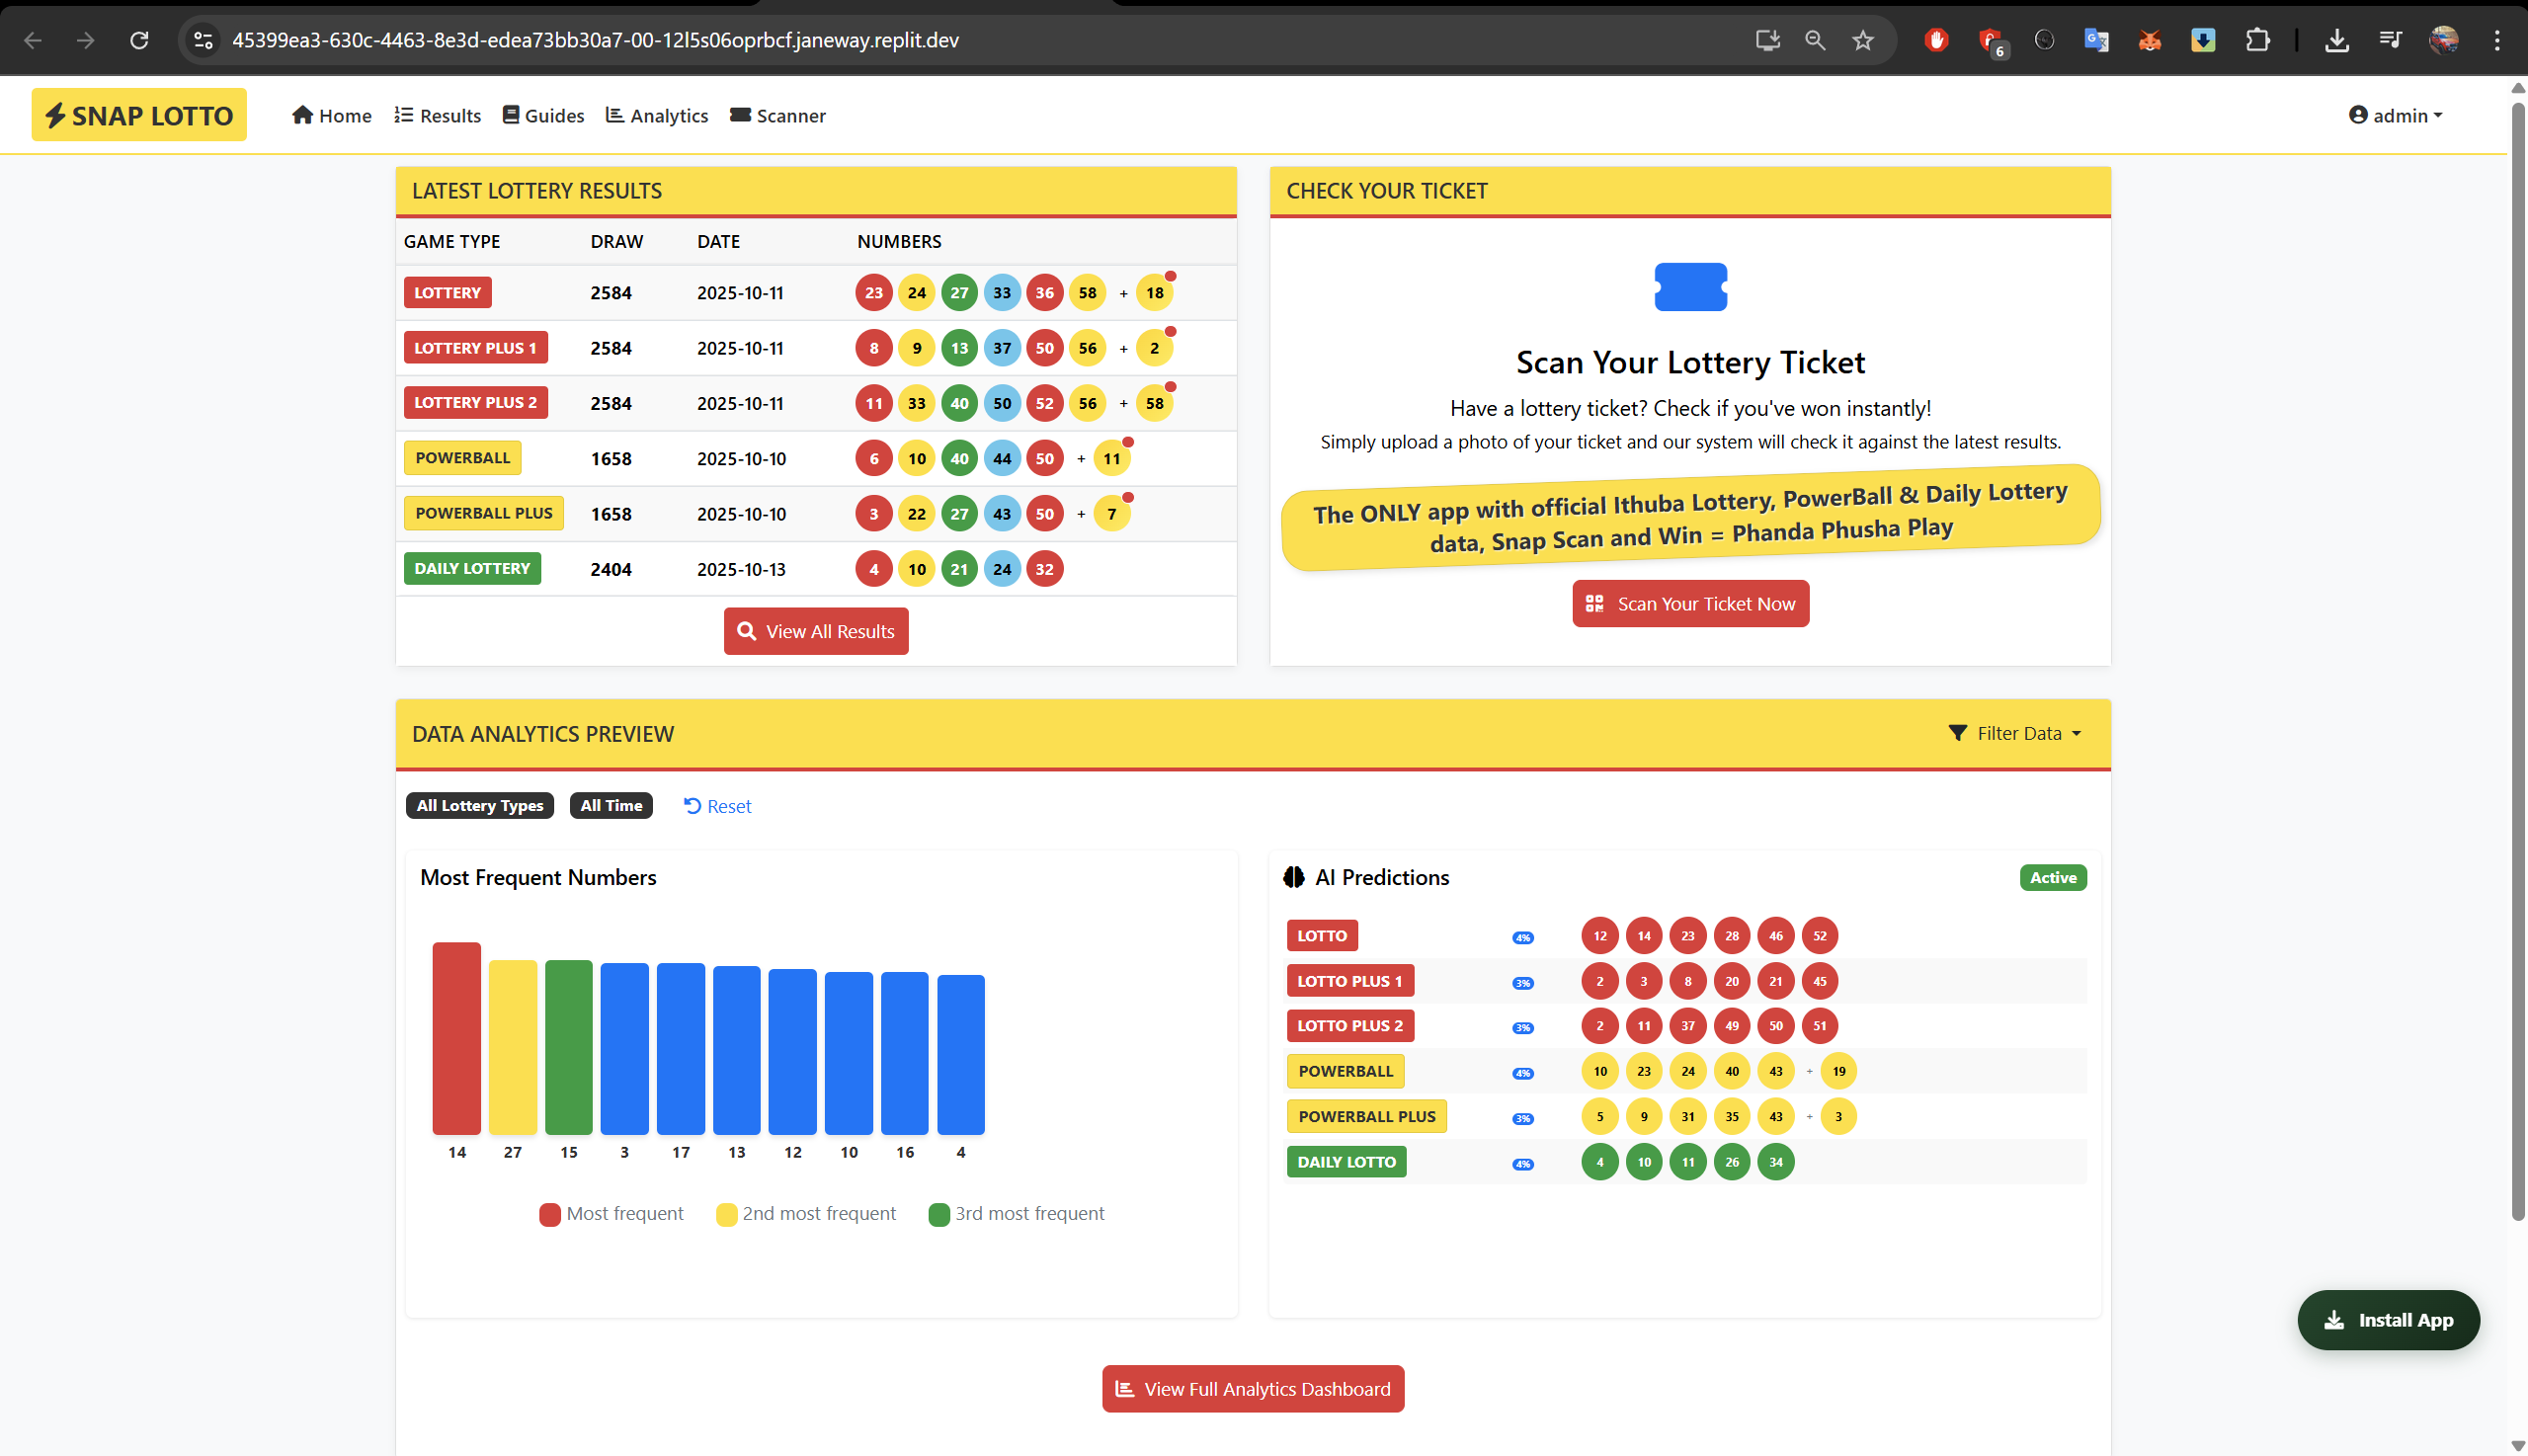 45399ea3-630c-4463-8e3d-edea73bb30a7-00-12l5s06oprbcf.janeway.replit.dev
6
SNAP LOTTO
Home
Results
Guides
Analytics
Scanner
admin
LATEST LOTTERY RESULTS
GAME TYPE DRAW DATE NUMBERS
LOTTERY 2584 2025-10-11 23 24 27 33 36 58 + 18
LOTTERY PLUS 1 2584 2025-10-11 8 9 13 37 50 56 + 2
LOTTERY PLUS 2 2584 2025-10-11 11 33 40 50 52 56 + 58
POWERBALL 1658 2025-10-10 6 10 40 44 50 + 11
POWERBALL PLUS 1658 2025-10-10 3 22 27 43 50 + 7
DAILY LOTTERY 2404 2025-10-13 4 10 21 24 32
View All Results
CHECK YOUR TICKET
Scan Your Lottery Ticket
Have a lottery ticket? Check if you've won instantly!
Simply upload a photo of your ticket and our system will check it against the latest results.
The ONLY app with official Ithuba Lottery, PowerBall & Daily Lottery
data, Snap Scan and Win = Phanda Phusha Play
Scan Your Ticket Now
DATA ANALYTICS PREVIEW
Filter Data
All Lottery Types
All Time
Reset
Most Frequent Numbers
14 27 15 3 17 13 12 10 16 4
Most frequent
2nd most frequent
3rd most frequent
AI Predictions
Active
LOTTO 4% 12 14 23 28 46 52
LOTTO PLUS 1 3% 2 3 8 20 21 45
LOTTO PLUS 2 3% 2 11 37 49 50 51
POWERBALL 4% 10 23 24 40 43 + 19
POWERBALL PLUS 3% 5 9 31 35 43 + 3
DAILY LOTTO 4% 4 10 11 26 34
Install App
View Full Analytics Dashboard